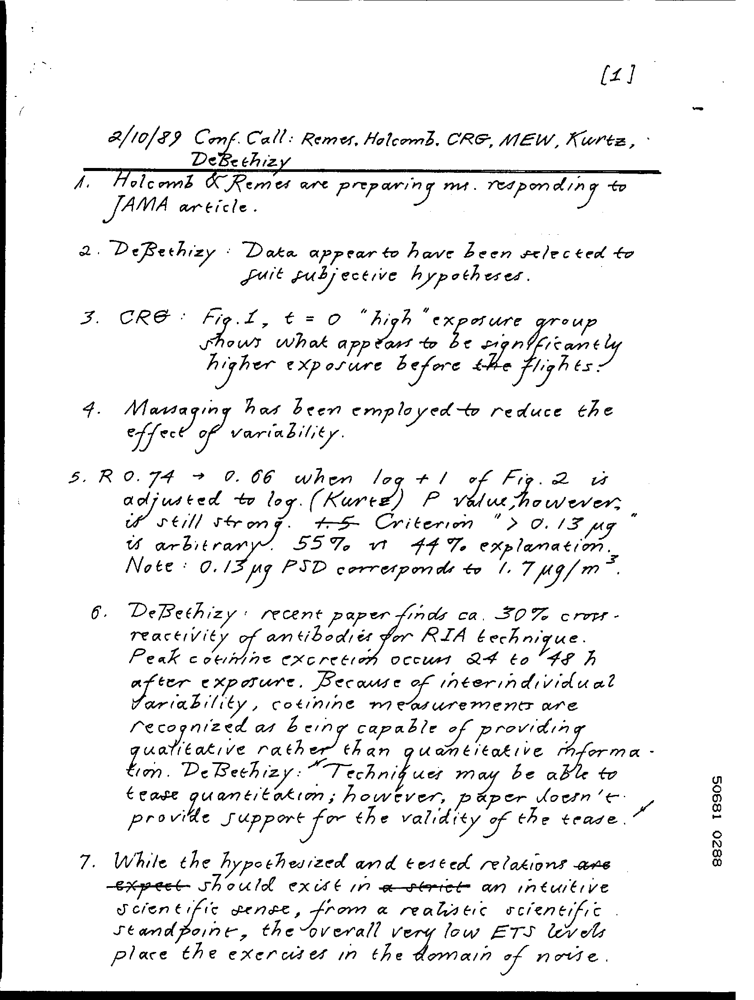 [1]
2/10/89 Conf. Call: Remes, Holcomb, CRG, MEW, Kurtz,
DeBethizy
1. Holcomb & Remes are preparing ms. responding to
JAMA article.
2. DeBethizy: Data appear to have been selected to
suit subjective hypotheses.
3. CRG: Fig. 1, t = 0 "high" exposure group
shows what appears to be significantly
higher exposure before the flights.
4. Massaging has been employed to reduce the
effect of variability.
5. R 0.74 → 0.66 when log + 1 of Fig. 2 is
adjusted to log. (Kurtz) P value, however,
is still strong. 1.5 Criterion "> 0.13 µg"
is arbitrary. 55% vs 44% explanation.
Note: 0.13 µg PSD corresponds to 1.7 µg/m³.
6. DeBethizy: recent paper finds ca. 30% cross-
reactivity of antibodies for RIA technique.
Peak cotinine excretion occurs 24 to 48 h
after exposure. Because of interindividual
variability, cotinine measurements are
recognized as being capable of providing
qualitative rather than quantitative informa-
tion. DeBethizy: "Techniques may be able to
tease quantitation; however, paper doesn't
provide support for the validity of the tease."
7. While the hypothesized and tested relations are
expect should exist in a strict an intuitive
scientific sense, from a realistic scientific
standpoint, the overall very low ETS levels
place the exercises in the domain of noise.
50681 0288